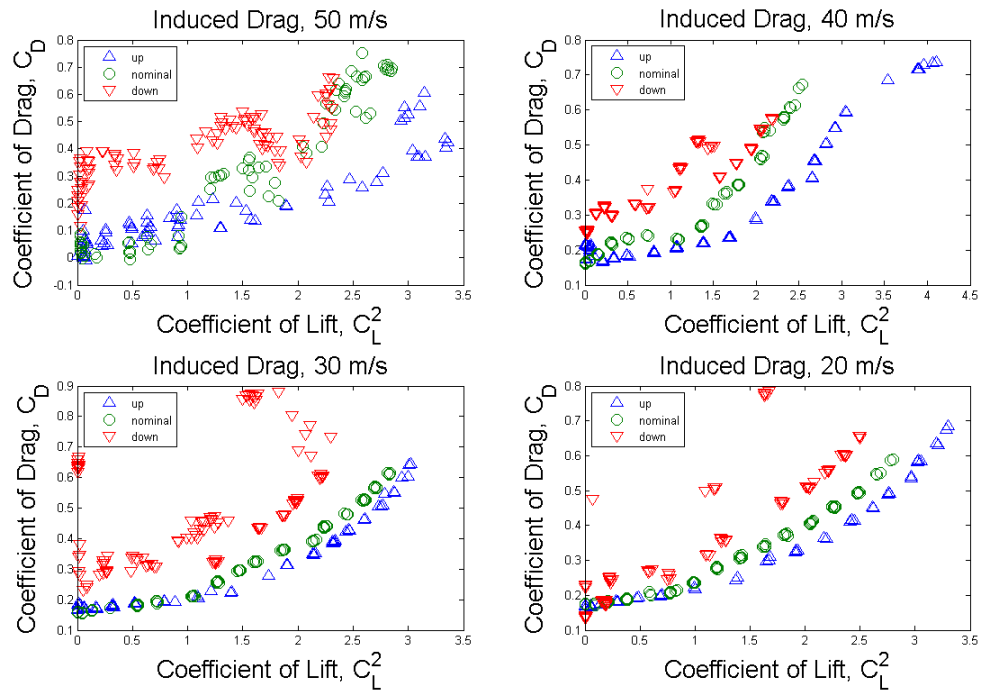 Induced Drag, 50 m/s
Coefficient of Drag, C_D
0.8
0.7
0.6
0.5
0.4
0.3
0.2
0.1
0
-0.1
up
nominal
down
0 0.5 1 1.5 2 2.5 3 3.5
Coefficient of Lift, C_L^2
Induced Drag, 40 m/s
Coefficient of Drag, C_D
0.8
0.7
0.6
0.5
0.4
0.3
0.2
0.1
up
nominal
down
0 0.5 1 1.5 2 2.5 3 3.5 4 4.5
Coefficient of Lift, C_L^2
Induced Drag, 30 m/s
Coefficient of Drag, C_D
0.9
0.8
0.7
0.6
0.5
0.4
0.3
0.2
0.1
up
nominal
down
0 0.5 1 1.5 2 2.5 3 3.5
Coefficient of Lift, C_L^2
Induced Drag, 20 m/s
Coefficient of Drag, C_D
0.8
0.7
0.6
0.5
0.4
0.3
0.2
0.1
up
nominal
down
0 0.5 1 1.5 2 2.5 3 3.5
Coefficient of Lift, C_L^2